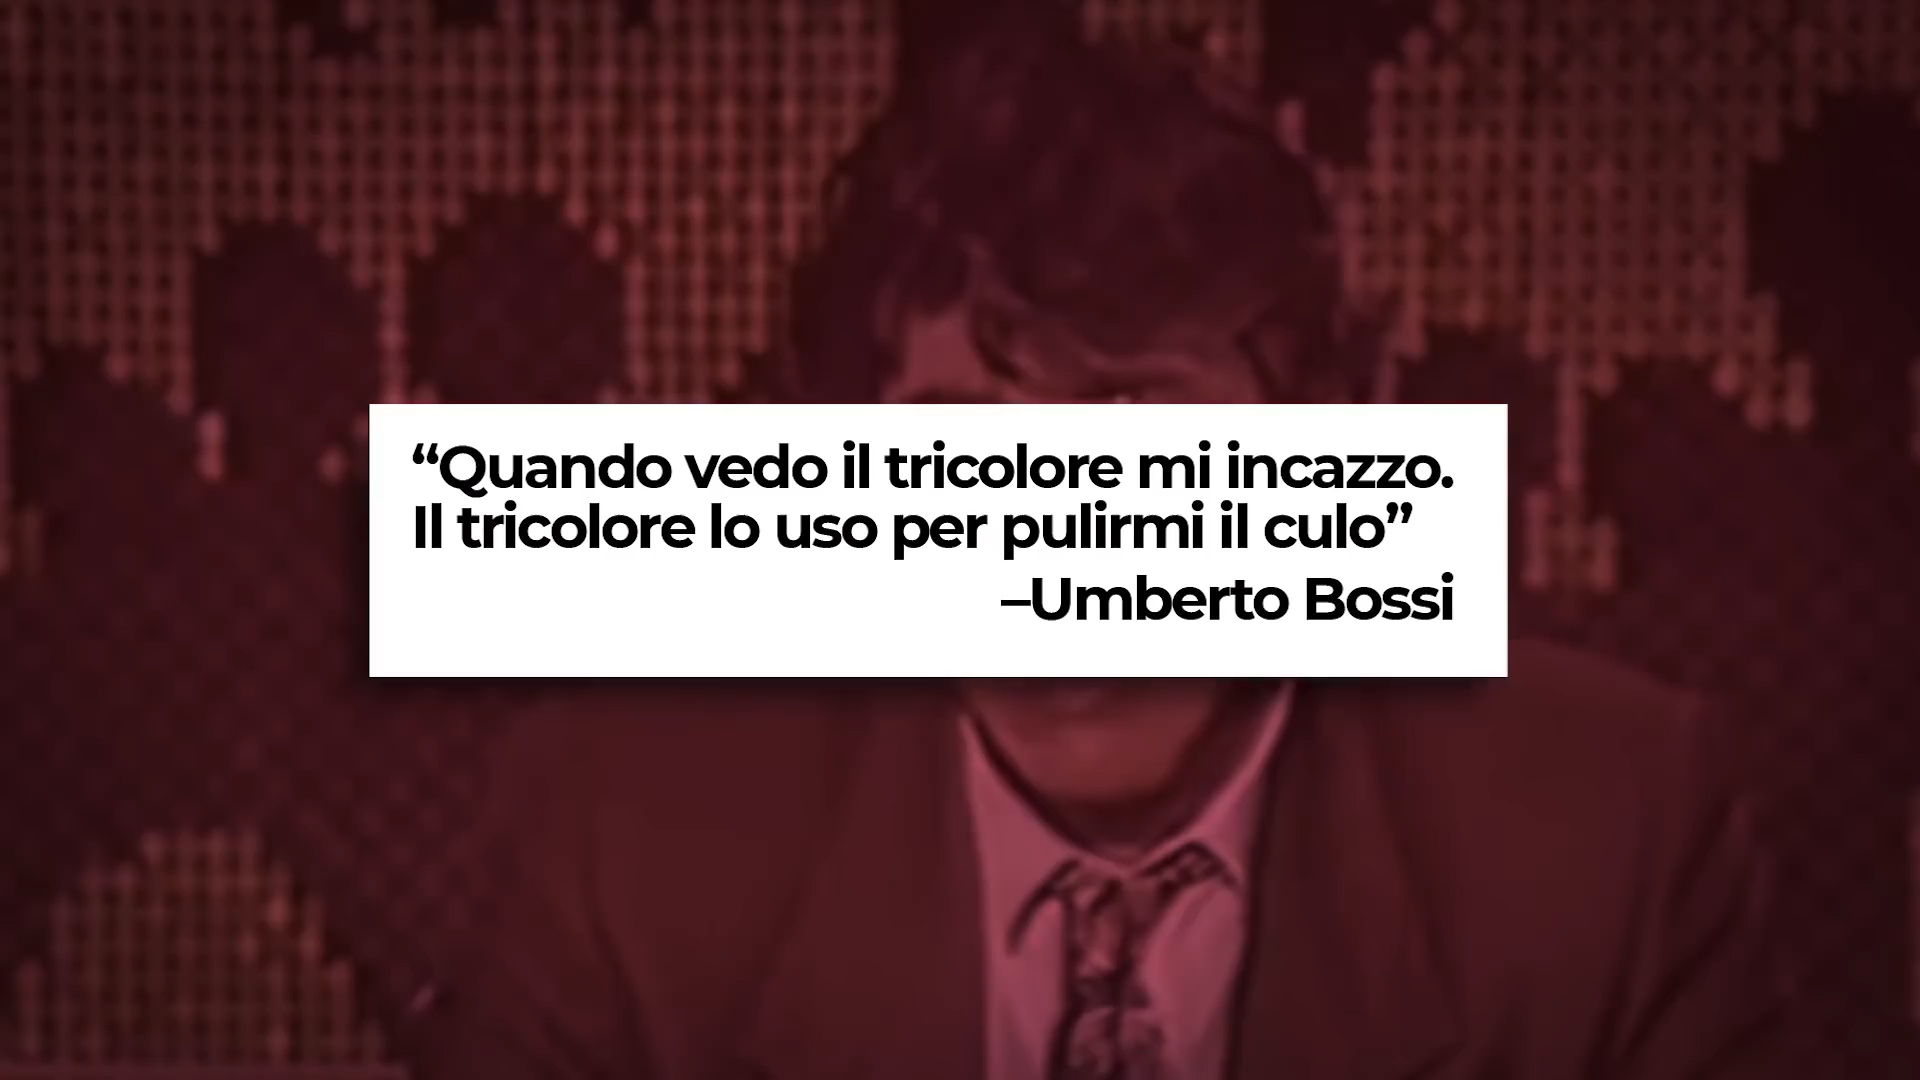 “Quando vedo il tricolore mi incazzo.
Il tricolore lo uso per pulirmi il culo”
–Umberto Bossi